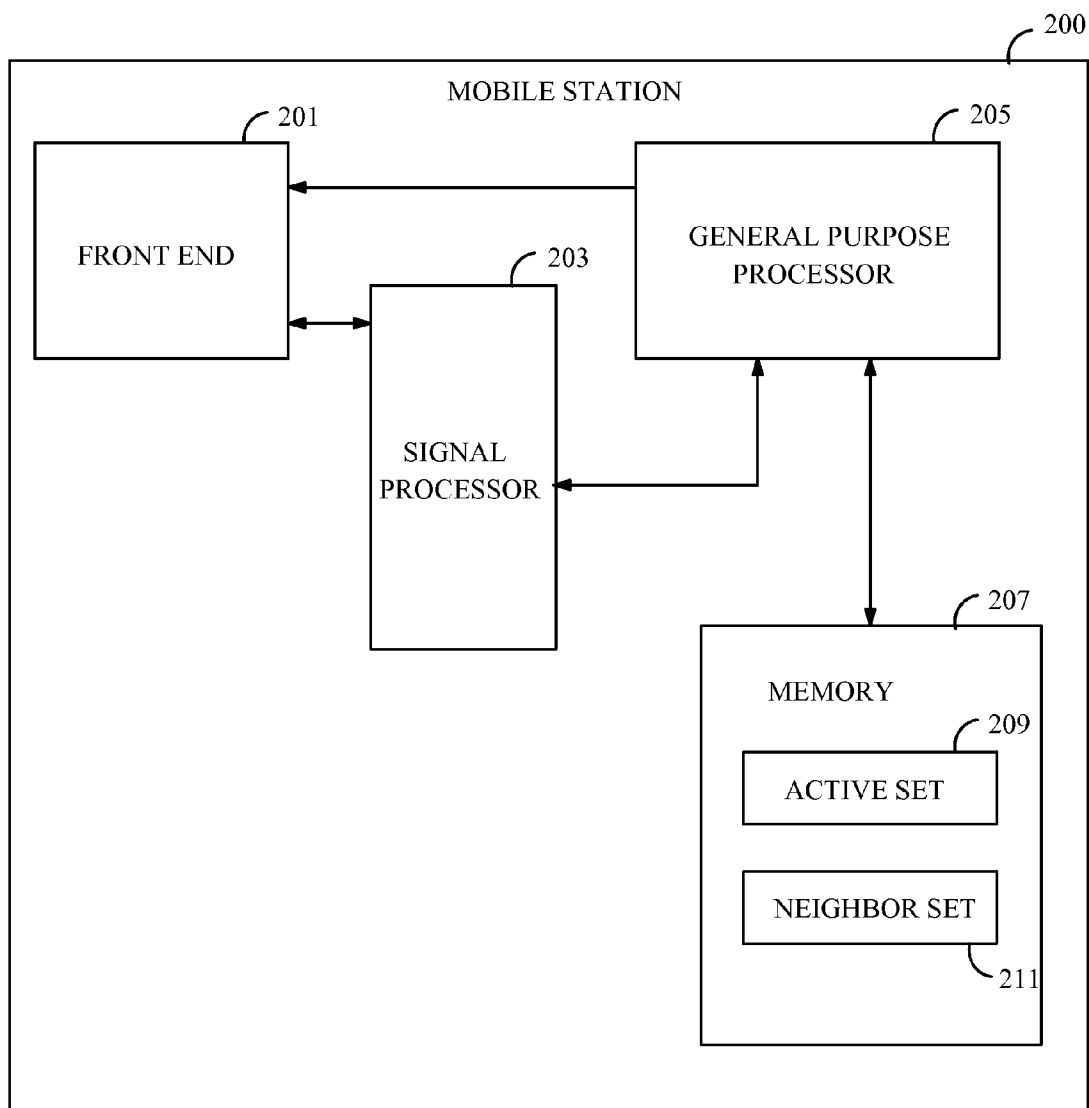 200
MOBILE STATION
201
205
FRONT END
GENERAL PURPOSE
PROCESSOR
203
SIGNAL
PROCESSOR
207
MEMORY
209
ACTIVE SET
NEIGHBOR SET
211